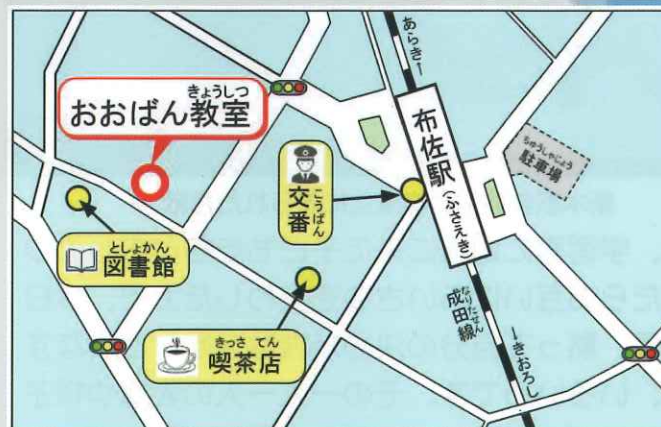 あらきー
きょうしつ
おおばん教室
布佐駅（ふさえき）
ちゅうしゃじょう
駐車場
こうばん
交番
としょかん
図書館
きっさ てん
喫茶店
なりたせん
成田線
ーきおろし